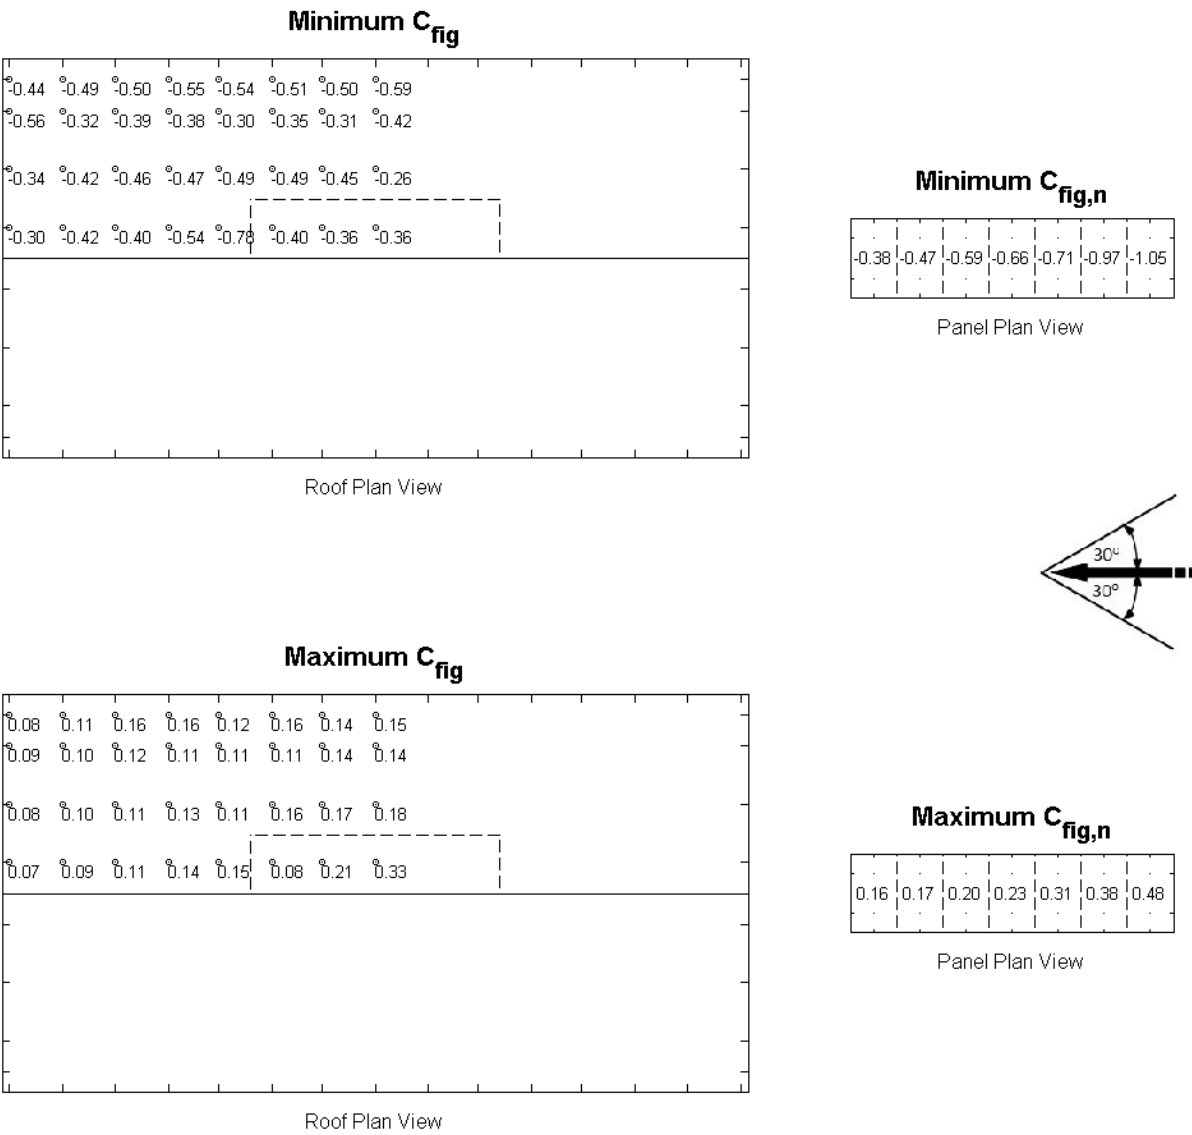 Minimum C_fig
-0.44 -0.49 -0.50 -0.55 -0.54 -0.51 -0.50 -0.59
-0.56 -0.32 -0.39 -0.38 -0.30 -0.35 -0.31 -0.42
-0.34 -0.42 -0.46 -0.47 -0.49 -0.49 -0.45 -0.26
-0.30 -0.42 -0.40 -0.54 -0.78 -0.40 -0.36 -0.36
Roof Plan View
Minimum C_fig,n
-0.38 -0.47 -0.59 -0.66 -0.71 -0.97 -1.05
Panel Plan View
30°
30°
Maximum C_fig
0.08 0.11 0.16 0.16 0.12 0.16 0.14 0.15
0.09 0.10 0.12 0.11 0.11 0.11 0.14 0.14
0.08 0.10 0.11 0.13 0.11 0.16 0.17 0.18
0.07 0.09 0.11 0.14 0.15 0.08 0.21 0.33
Roof Plan View
Maximum C_fig,n
0.16 0.17 0.20 0.23 0.31 0.38 0.48
Panel Plan View